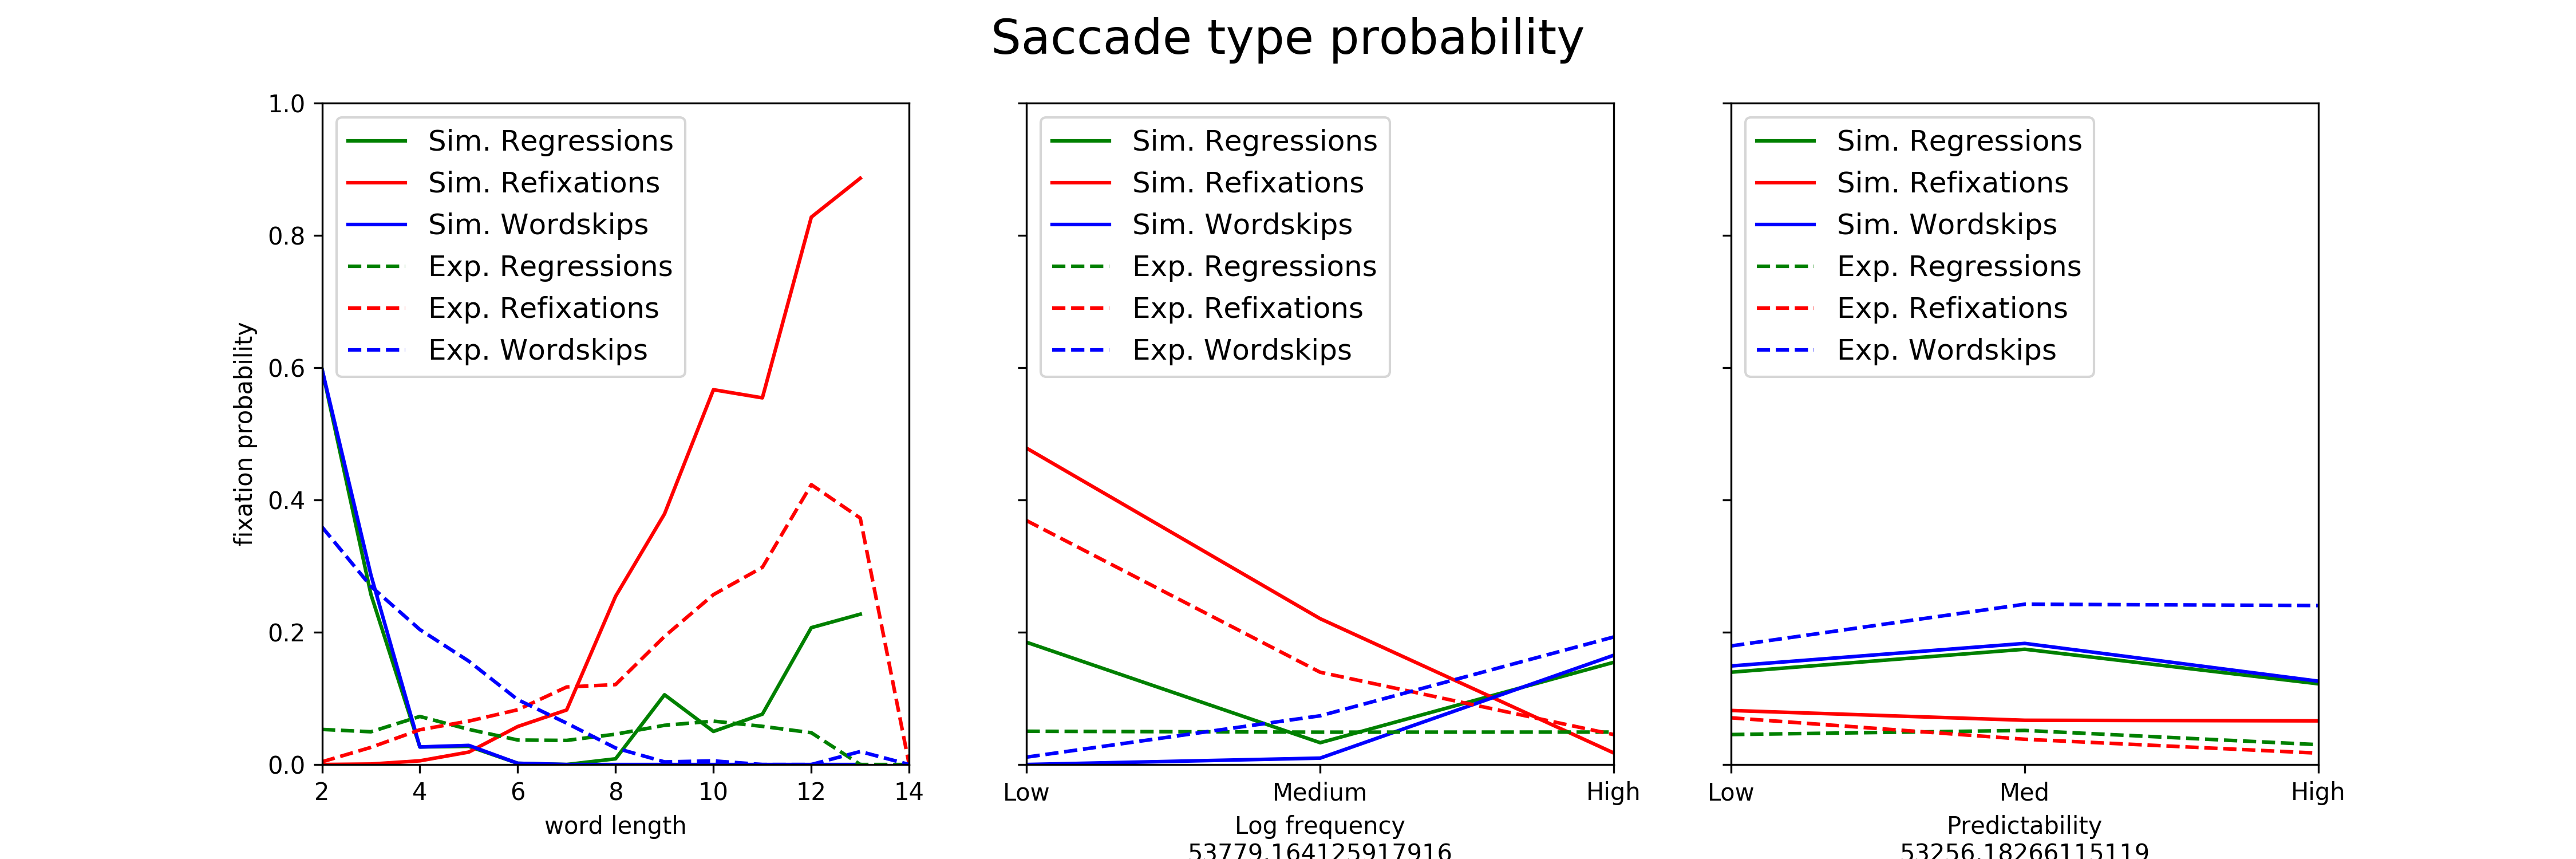 Saccade type probability
fixation probability
1.0
0.8
0.6
0.4
0.2
0.0
Sim. Regressions
Sim. Refixations
Sim. Wordskips
Exp. Regressions
Exp. Refixations
Exp. Wordskips
2 4 6 8 10 12 14
word length
Sim. Regressions
Sim. Refixations
Sim. Wordskips
Exp. Regressions
Exp. Refixations
Exp. Wordskips
Low Medium High
Log frequency
53779.164125917916
Sim. Regressions
Sim. Refixations
Sim. Wordskips
Exp. Regressions
Exp. Refixations
Exp. Wordskips
Low Med High
Predictability
53256.18266115119